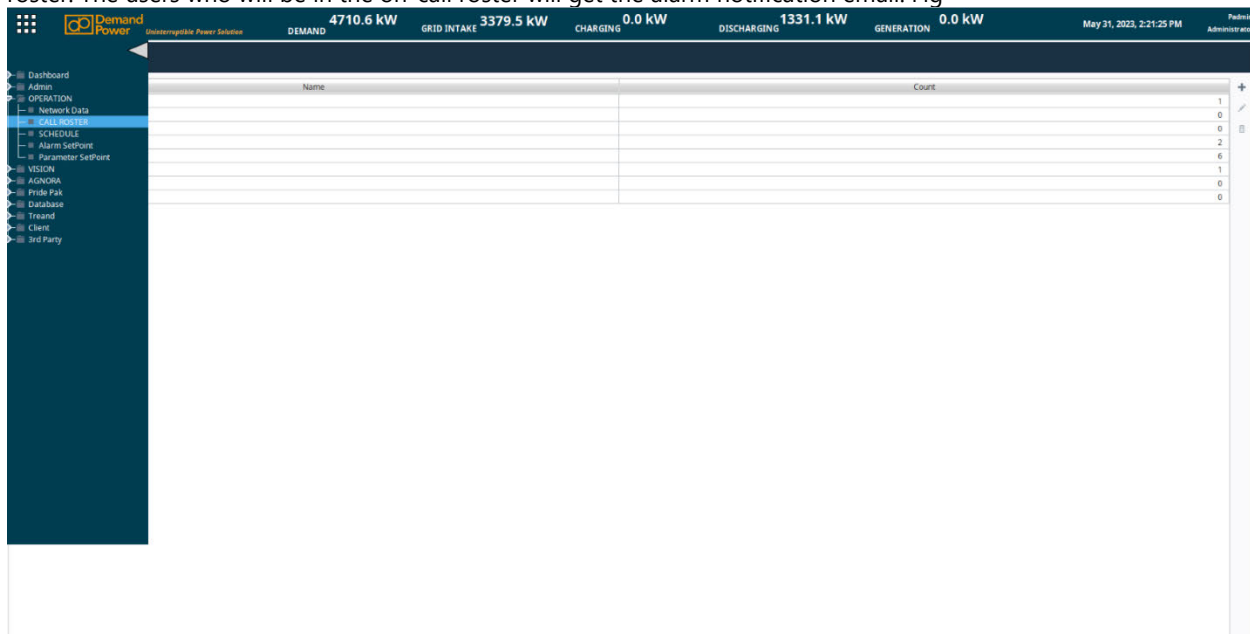 roster. The users who will be in the on-call roster will get the alarm notification email. Fig
Demand Power
Uninterruptible Power Solution
DEMAND 4710.6 kW
GRID INTAKE 3379.5 kW
CHARGING 0.0 kW
DISCHARGING 1331.1 kW
GENERATION 0.0 kW
May 31, 2023, 2:21:25 PM
Padmin
Administrato
Dashboard
Admin
OPERATION
Network Data
CALL ROSTER
SCHEDULE
Alarm SetPoint
Parameter SetPoint
VISION
AGNORA
Pride Pak
Database
Treand
Client
3rd Party
Name Count
1
0
0
2
6
1
0
0